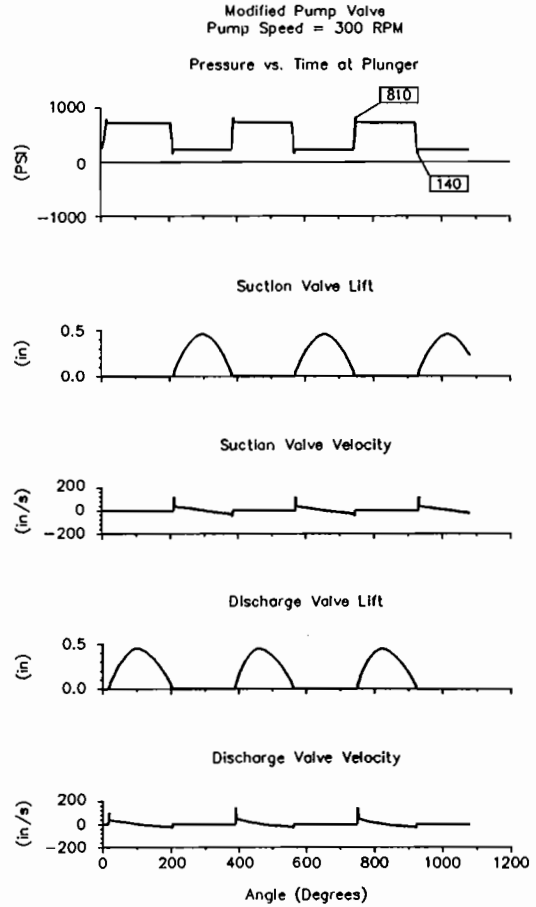 Modified Pump Valve
Pump Speed = 300 RPM
Pressure vs. Time at Plunger
1000
0
−1000
(PSI)
810
140
Suction Valve Lift
0.5
0.0
(in)
Suction Valve Velocity
200
0
−200
(in/s)
Discharge Valve Lift
0.5
0.0
(in)
Discharge Valve Velocity
200
0
−200
(in/s)
0 200 400 600 800 1000 1200
Angle (Degrees)